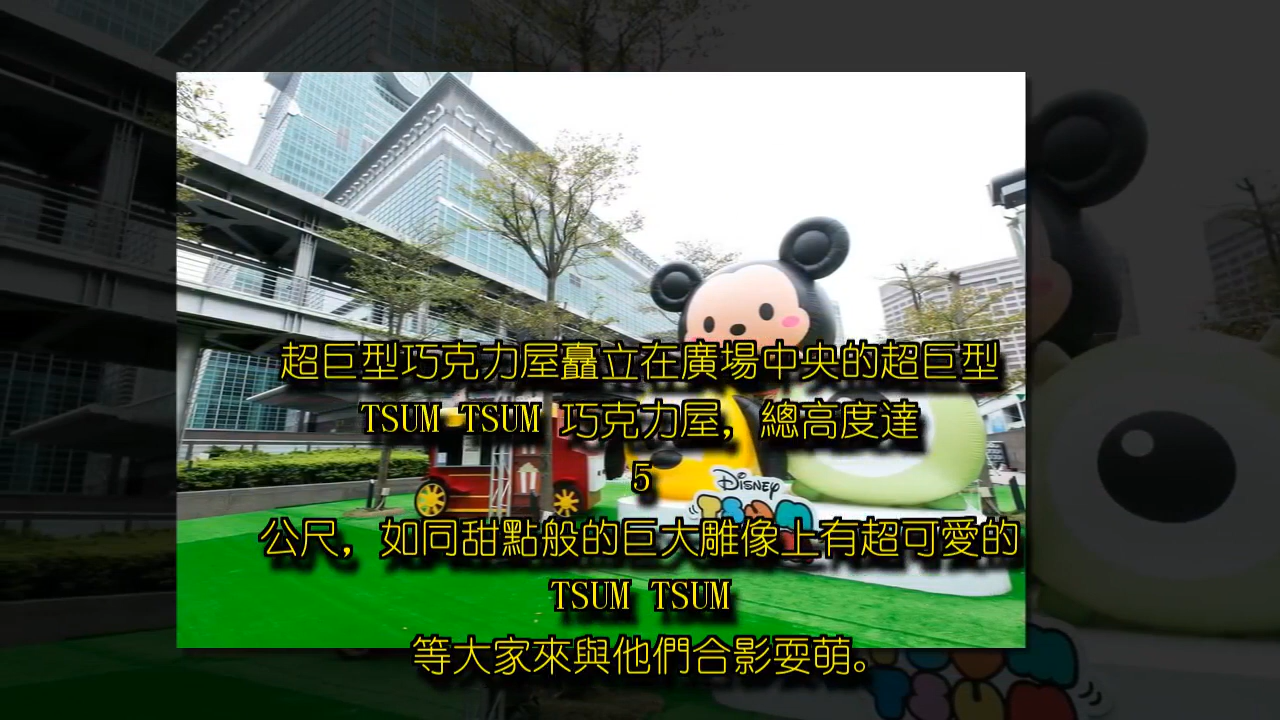 超巨型巧克力屋矗立在廣場中央的超巨型
TSUM TSUM 巧克力屋，總高度達
5
公尺，如同甜點般的巨大雕像上有超可愛的
TSUM TSUM
等大家來與他們合影耍萌。
Disney